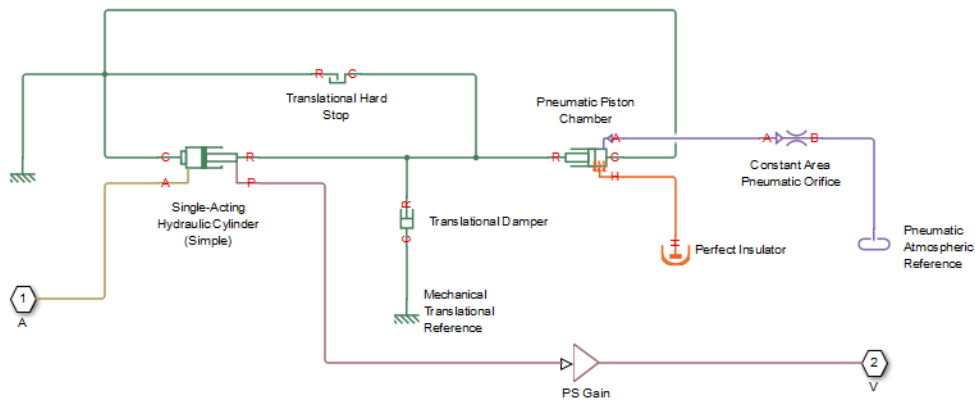 R
C
Translational Hard
Stop
Pneumatic Piston
Chamber
A
A
B
C
R
R
C
Constant Area
Pneumatic Orifice
A
P
H
Single-Acting
Hydraulic Cylinder
(Simple)
R
Translational Damper
C
H
Perfect Insulator
Pneumatic
Atmospheric
Reference
1
A
Mechanical
Translational
Reference
PS Gain
2
V